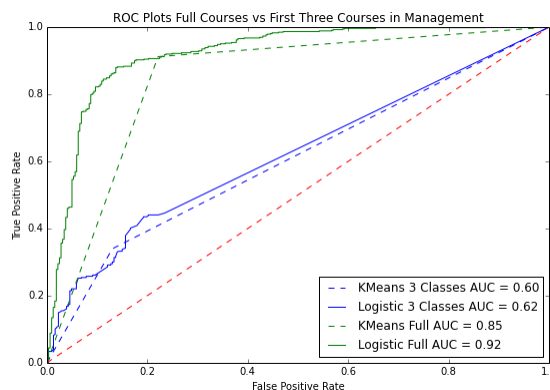 ROC Plots Full Courses vs First Three Courses in Management
1.0
0.8
0.6
0.4
0.2
0.0
True Positive Rate
KMeans 3 Classes AUC = 0.60
Logistic 3 Classes AUC = 0.62
KMeans Full AUC = 0.85
Logistic Full AUC = 0.92
0.0 0.2 0.4 0.6 0.8 1.
False Positive Rate